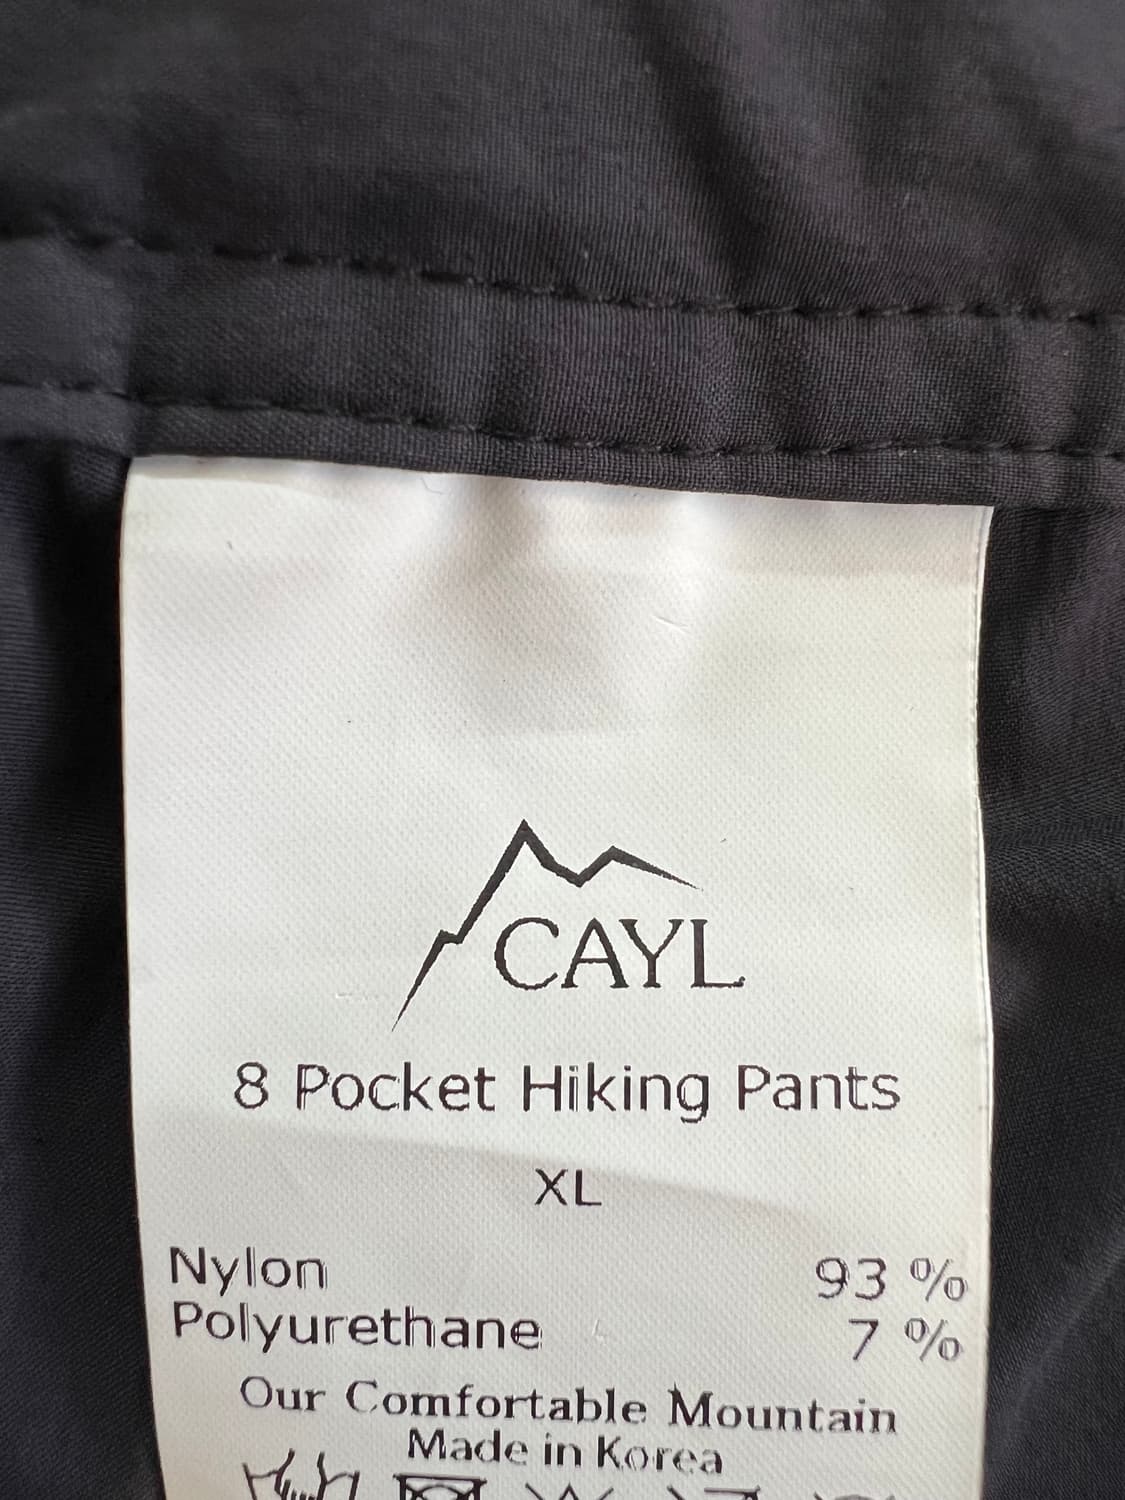 CAYL
8 Pocket Hiking Pants
XL
Nylon 93 %
Polyurethane 7 %
Our Comfortable Mountain
Made in Korea